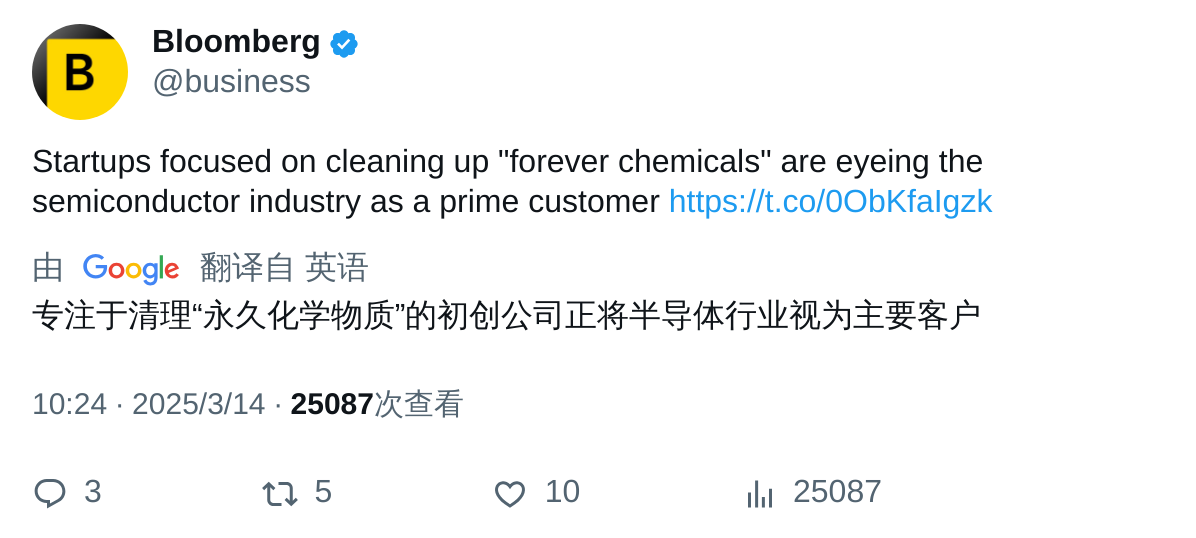 B
Bloomberg
@business
Startups focused on cleaning up "forever chemicals" are eyeing the
semiconductor industry as a prime customer https://t.co/0ObKfaIgzk
由 Google 翻译自 英语
专注于清理“永久化学物质”的初创公司正将半导体行业视为主要客户
10:24 · 2025/3/14 · 25087次查看
3 5 10 25087